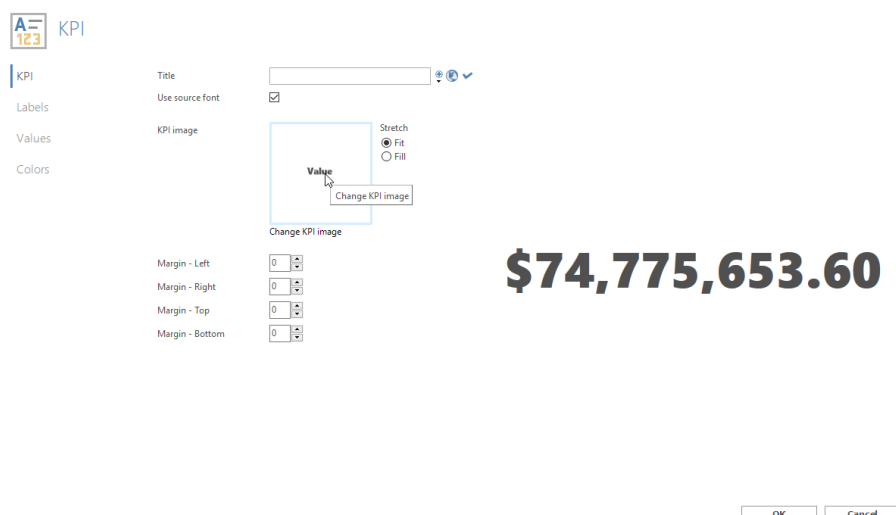 A
123
KPI
KPI
Labels
Values
Colors
Title
Use source font
KPI image
Value
Change KPI image
Stretch
Fit
Fill
Change KPI image
Margin - Left
0
Margin - Right
0
Margin - Top
0
Margin - Bottom
0
$74,775,653.60
OK
Cancel